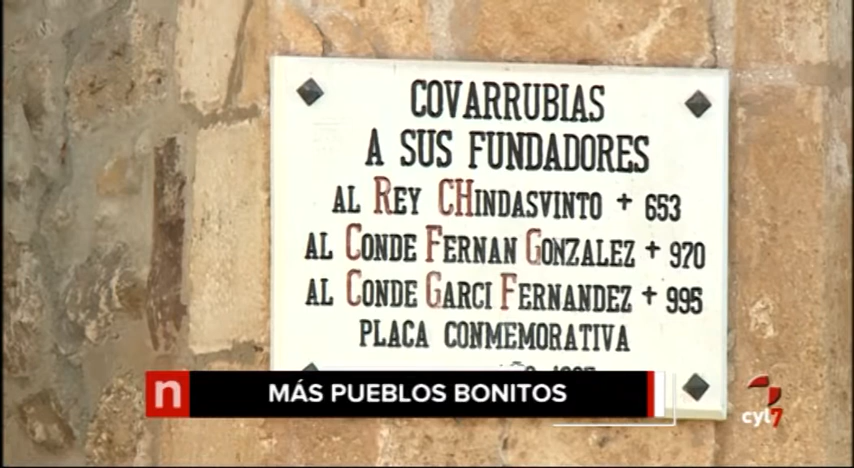 COVARRUBIAS
A SUS FUNDADORES
AL REY CHINDASVINTO + 653
AL CONDE FERNAN GONZALEZ + 970
AL CONDE GARCI FERNANDEZ + 995
PLACA CONMEMORATIVA
n MÁS PUEBLOS BONITOS
cyl7